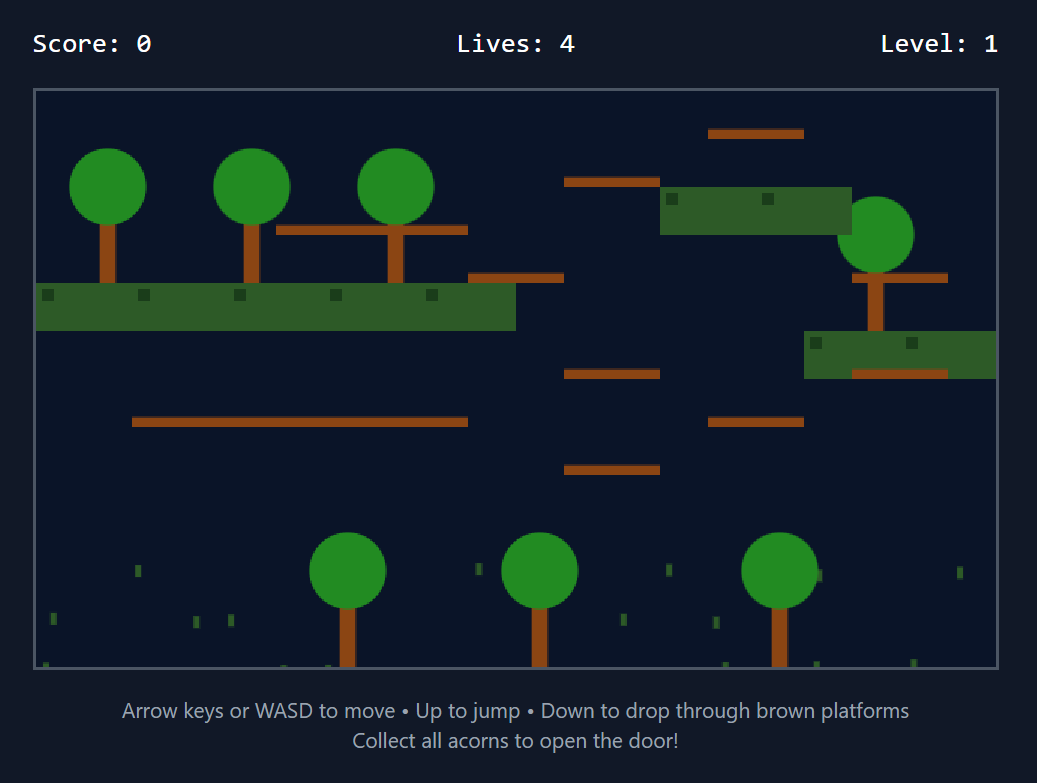 Score: 0 Lives: 4 Level: 1
Arrow keys or WASD to move • Up to jump • Down to drop through brown platforms
Collect all acorns to open the door!